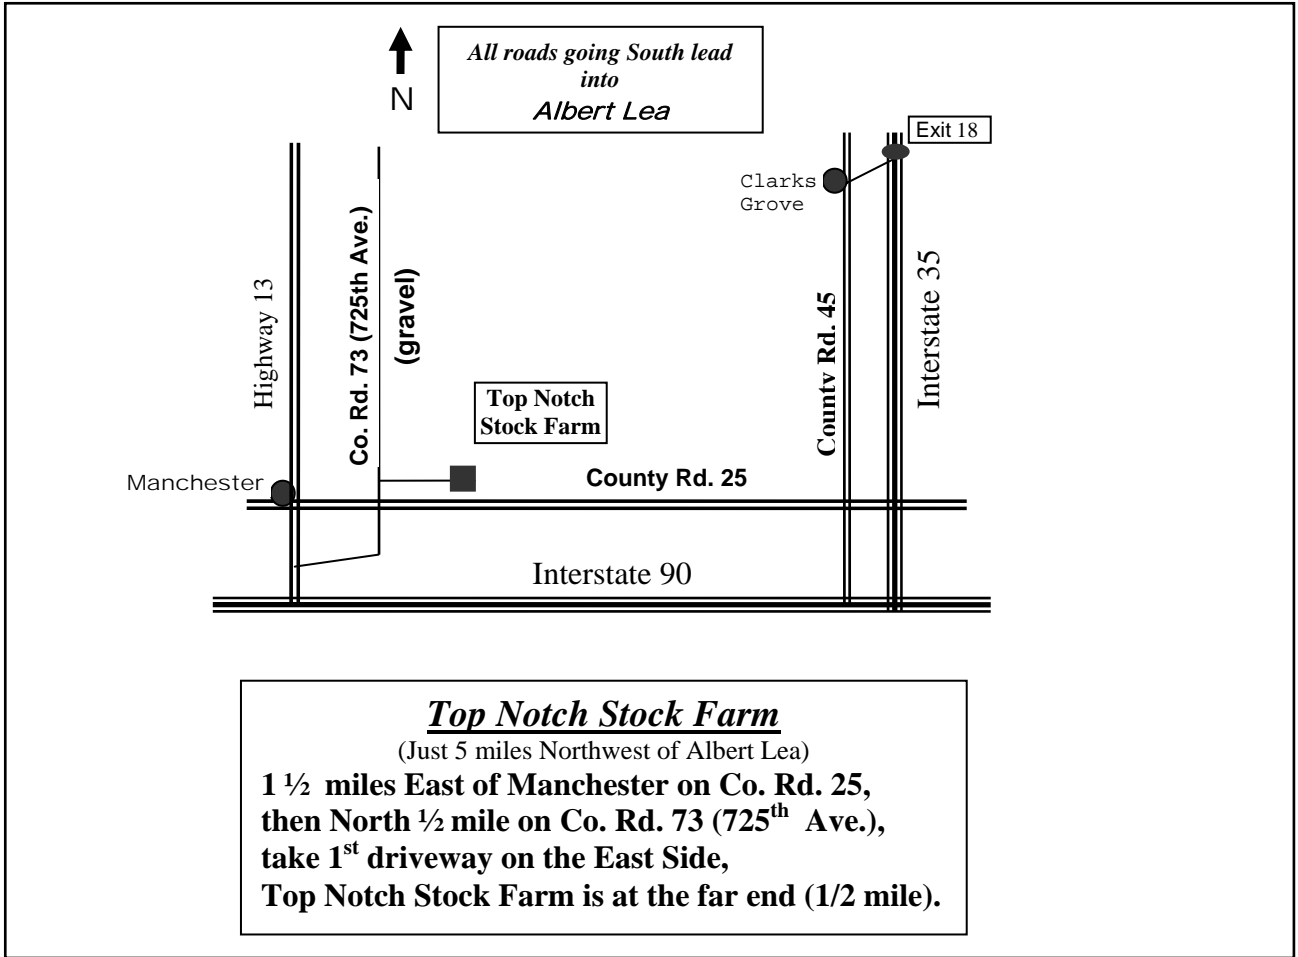 All roads going South lead
into
Albert Lea
N
Exit 18
Clarks
Grove
Highway 13
Co. Rd. 73 (725th Ave.)
(gravel)
County Rd. 45
Interstate 35
Top Notch
Stock Farm
Manchester
County Rd. 25
Interstate 90
Top Notch Stock Farm
(Just 5 miles Northwest of Albert Lea)
1 ½ miles East of Manchester on Co. Rd. 25,
then North ½ mile on Co. Rd. 73 (725th Ave.),
take 1st driveway on the East Side,
Top Notch Stock Farm is at the far end (1/2 mile).